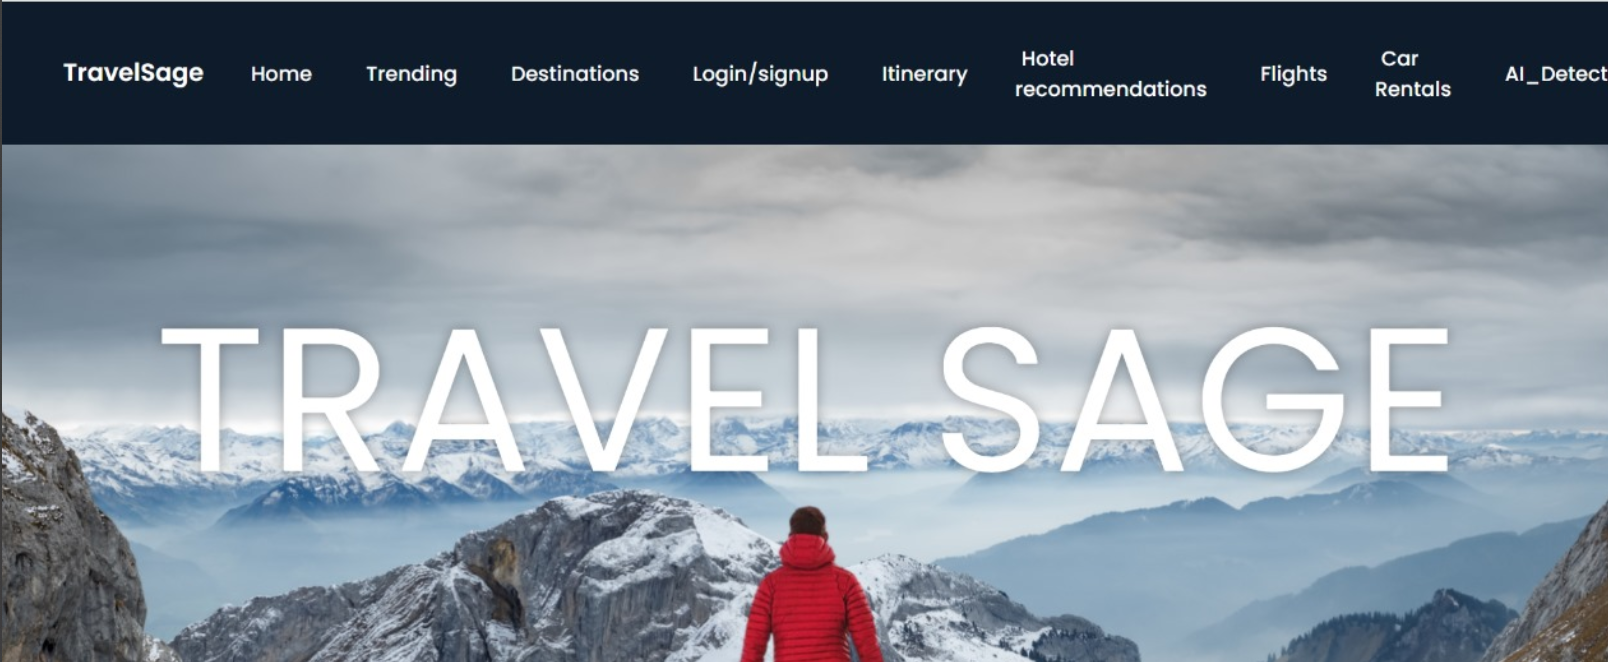 TravelSage Home Trending Destinations Login/signup Itinerary Hotel recommendations Flights Car Rentals AI_Detect
TRAVEL SAGE